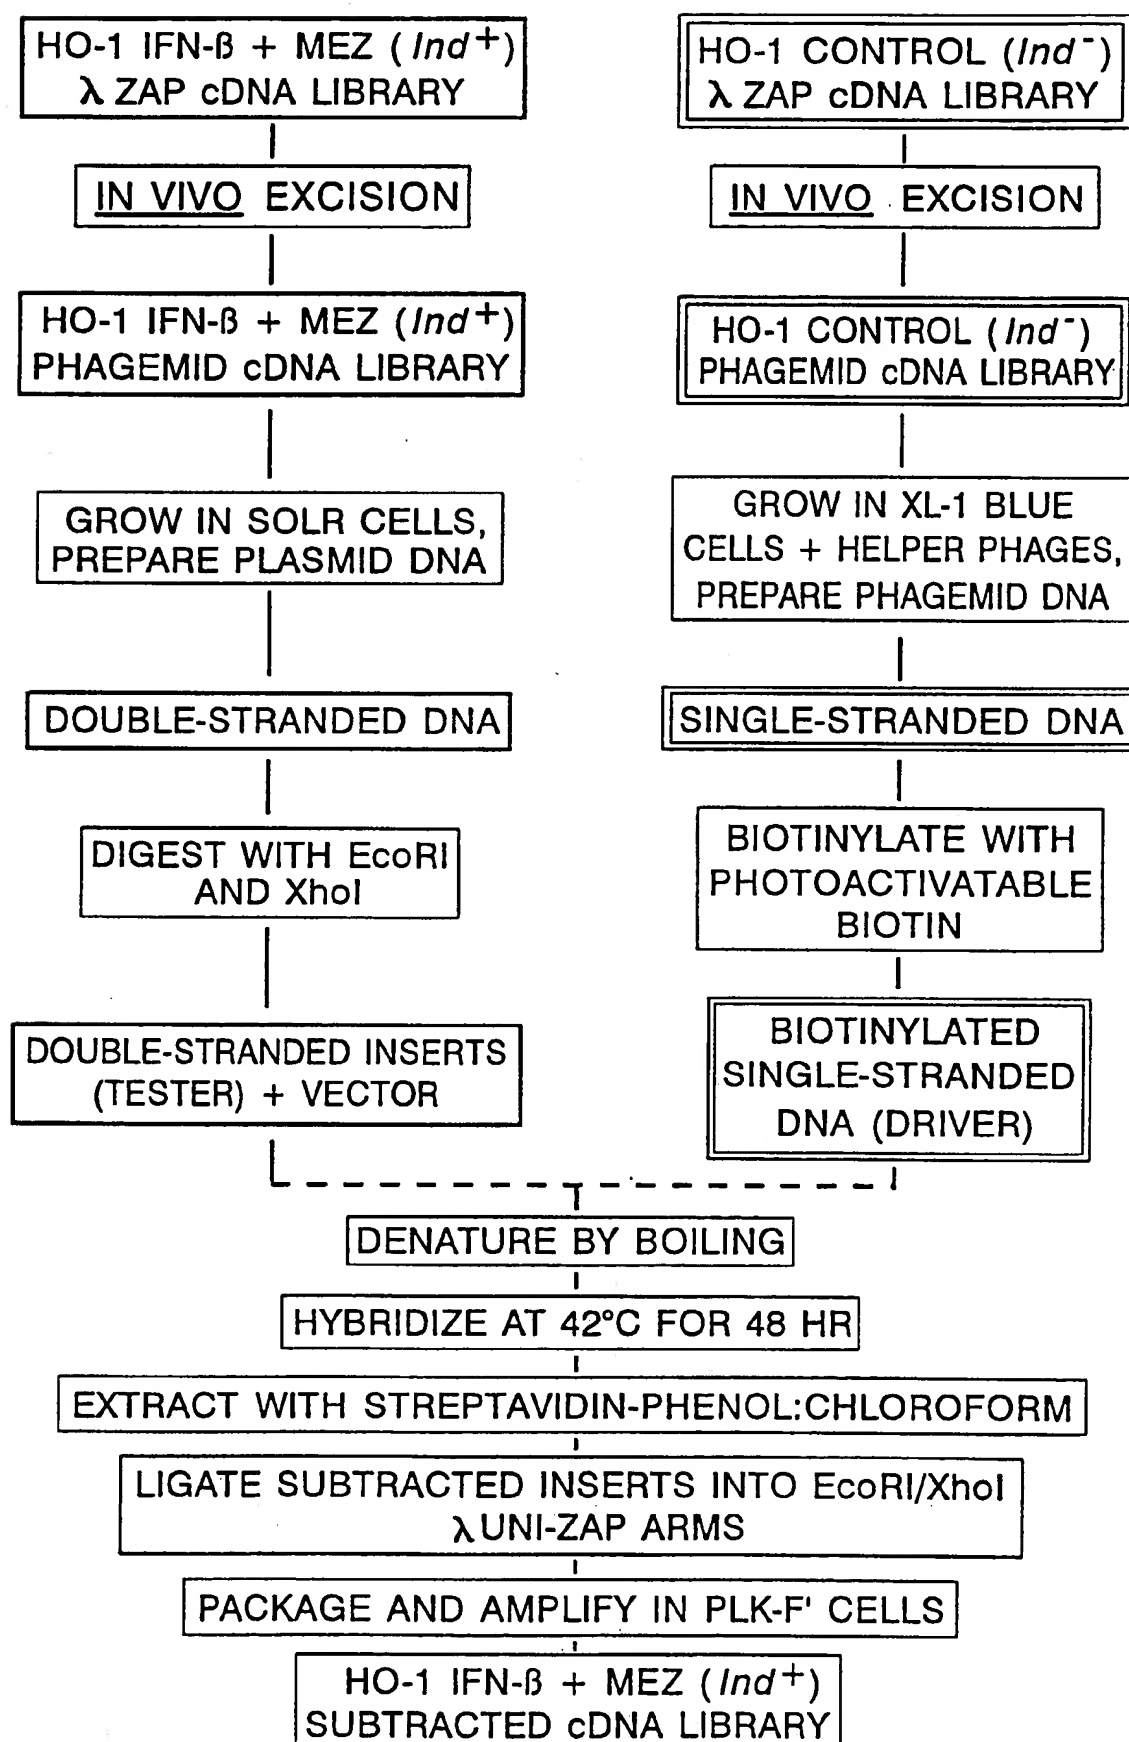 HO-1 IFN-β + MEZ (Ind+)
λ ZAP cDNA LIBRARY
IN VIVO EXCISION
HO-1 IFN-β + MEZ (Ind+)
PHAGEMID cDNA LIBRARY
GROW IN SOLR CELLS,
PREPARE PLASMID DNA
DOUBLE-STRANDED DNA
DIGEST WITH EcoRI
AND XhoI
DOUBLE-STRANDED INSERTS
(TESTER) + VECTOR
HO-1 CONTROL (Ind-)
λ ZAP cDNA LIBRARY
IN VIVO EXCISION
HO-1 CONTROL (Ind-)
PHAGEMID cDNA LIBRARY
GROW IN XL-1 BLUE
CELLS + HELPER PHAGES,
PREPARE PHAGEMID DNA
SINGLE-STRANDED DNA
BIOTINYLATE WITH
PHOTOACTIVATABLE
BIOTIN
BIOTINYLATED
SINGLE-STRANDED
DNA (DRIVER)
DENATURE BY BOILING
HYBRIDIZE AT 42°C FOR 48 HR
EXTRACT WITH STREPTAVIDIN-PHENOL:CHLOROFORM
LIGATE SUBTRACTED INSERTS INTO EcoRI/XhoI
λ UNI-ZAP ARMS
PACKAGE AND AMPLIFY IN PLK-F' CELLS
HO-1 IFN-β + MEZ (Ind+)
SUBTRACTED cDNA LIBRARY